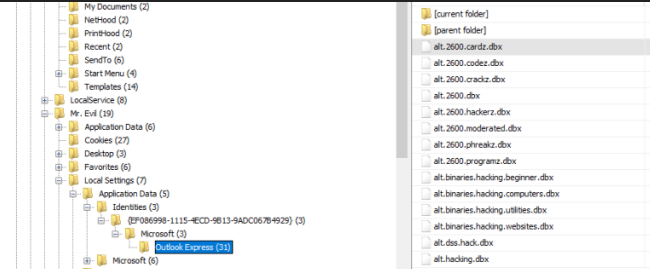 My Documents (2)
NetHood (2)
PrintHood (2)
Recent (2)
SendTo (6)
Start Menu (4)
Templates (14)
LocalService (8)
Mr. Evil (19)
Application Data (6)
Cookies (27)
Desktop (3)
Favorites (6)
Local Settings (7)
Application Data (5)
Identities (3)
{EF086998-1115-4ECD-9B13-9ADC067B4929} (3)
Microsoft (3)
Outlook Express (31)
Microsoft (6)
[current folder]
[parent folder]
alt.2600.cardz.dbx
alt.2600.codez.dbx
alt.2600.crackz.dbx
alt.2600.dbx
alt.2600.hackerz.dbx
alt.2600.moderated.dbx
alt.2600.phreakz.dbx
alt.2600.programz.dbx
alt.binaries.hacking.beginner.dbx
alt.binaries.hacking.computers.dbx
alt.binaries.hacking.utilities.dbx
alt.binaries.hacking.websites.dbx
alt.dss.hack.dbx
alt.hacking.dbx